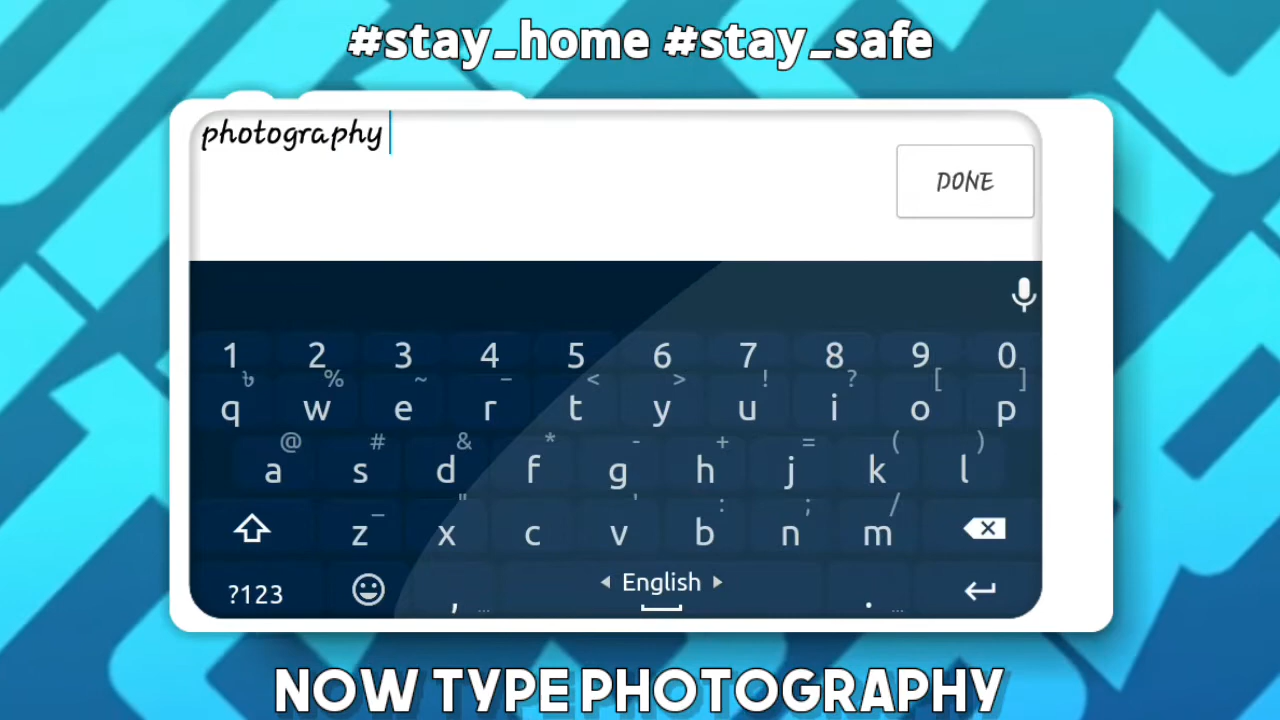 #stay_home #stay_safe
photography
DONE
1 2 3 4 5 6 7 8 9 0
৳ % ~ – < > ! ? [ ]
q w e r t y u i o p
@ # & * - + = ( )
a s d f g h j k l
_ " ' : ; /
z x c v b n m
?123 , ... English . ...
NOW TYPE PHOTOGRAPHY